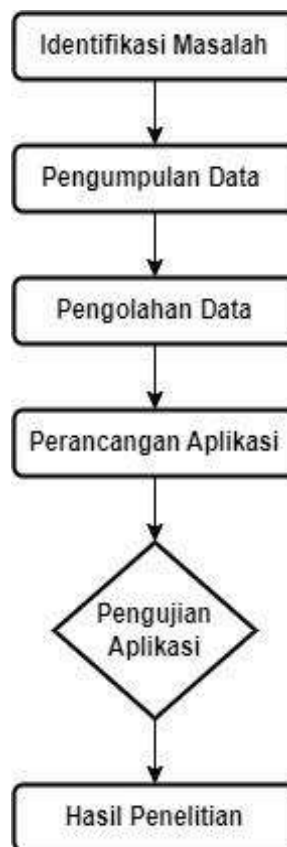 Identifikasi Masalah
Pengumpulan Data
Pengolahan Data
Perancangan Aplikasi
Pengujian
Aplikasi
Hasil Penelitian